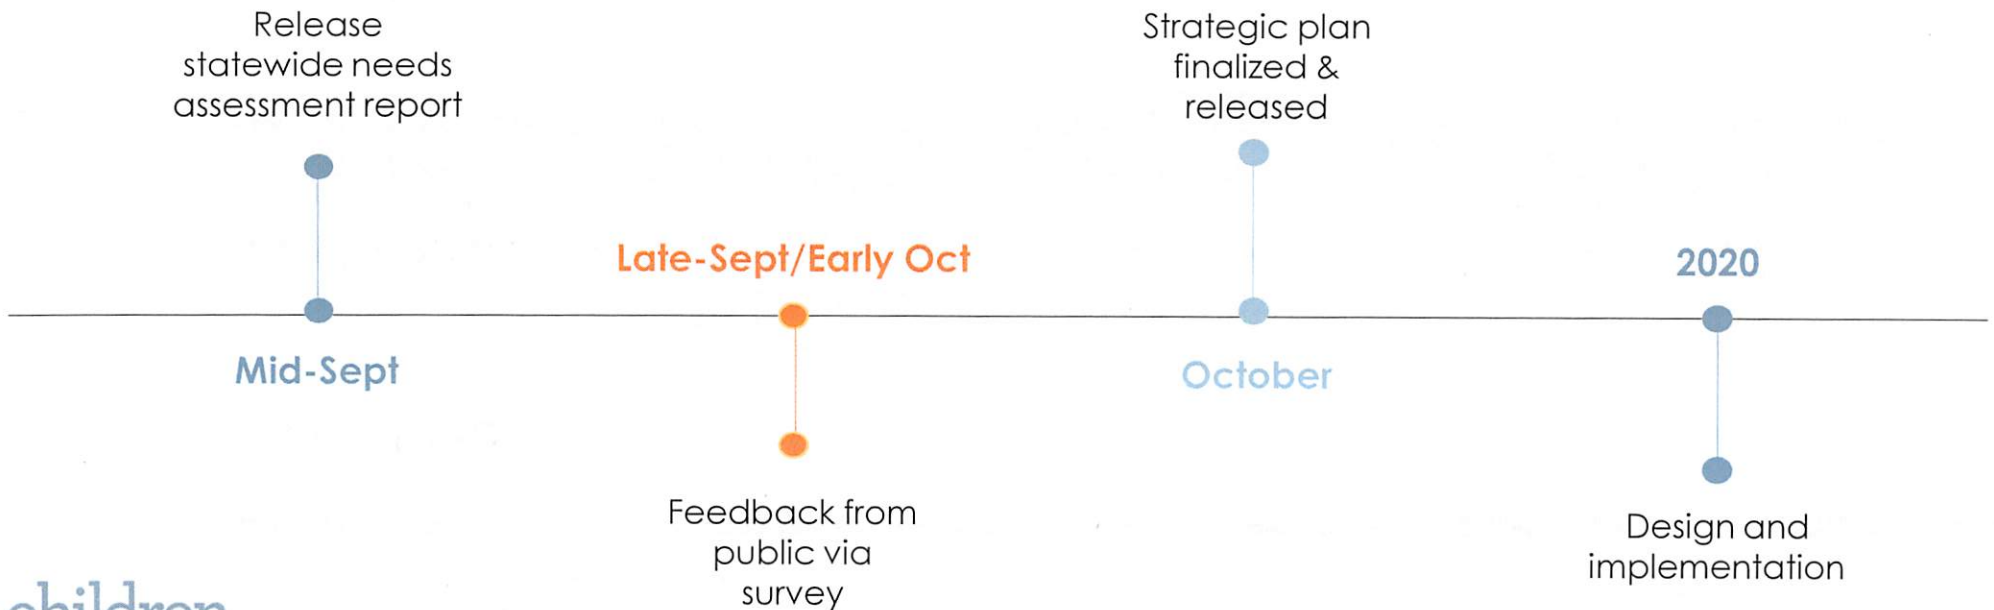 Release
statewide needs
assessment report
Mid-Sept
Late-Sept/Early Oct
Feedback from
public via
survey
Strategic plan
finalized &
released
October
2020
Design and
implementation
children